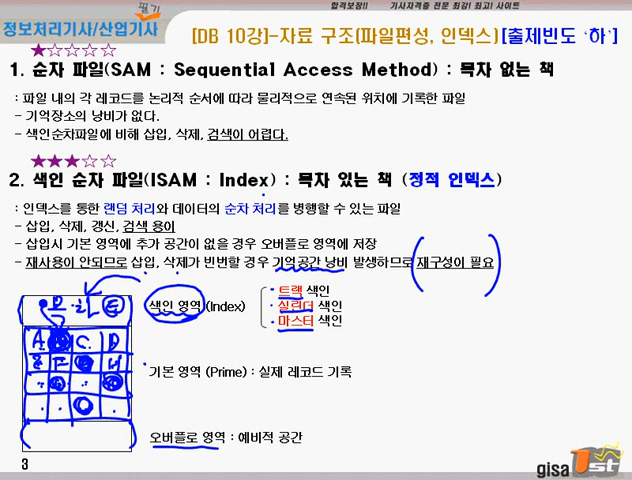 합격보장!! 기사자격증 전문 최강! 최고! 사이트
필기
정보처리기사/산업기사
[DB 10강]-자료 구조(파일편성, 인덱스)[출제빈도 '하']
★☆☆☆☆
1. 순차 파일(SAM : Sequential Access Method) : 목차 없는 책
: 파일 내의 각 레코드를 논리적 순서에 따라 물리적으로 연속된 위치에 기록한 파일
- 기억장소의 낭비가 없다.
- 색인순차파일에 비해 삽입, 삭제, 검색이 어렵다.
★★★☆☆
2. 색인 순차 파일(ISAM : Index) : 목차 있는 책 (정적 인덱스)
: 인덱스를 통한 랜덤 처리와 데이터의 순차 처리를 병행할 수 있는 파일
- 삽입, 삭제, 갱신, 검색 용이
- 삽입시 기본 영역에 추가 공간이 없을 경우 오버플로 영역에 저장
- 재사용이 안되므로 삽입, 삭제가 빈번할 경우 기억공간 낭비 발생하므로 재구성이 필요
색인 영역(Index)
· 트랙 색인
· 실린더 색인
· 마스터 색인
A C D
기본 영역 (Prime) : 실제 레코드 기록
오버플로 영역 : 예비적 공간
3
gisa 1st